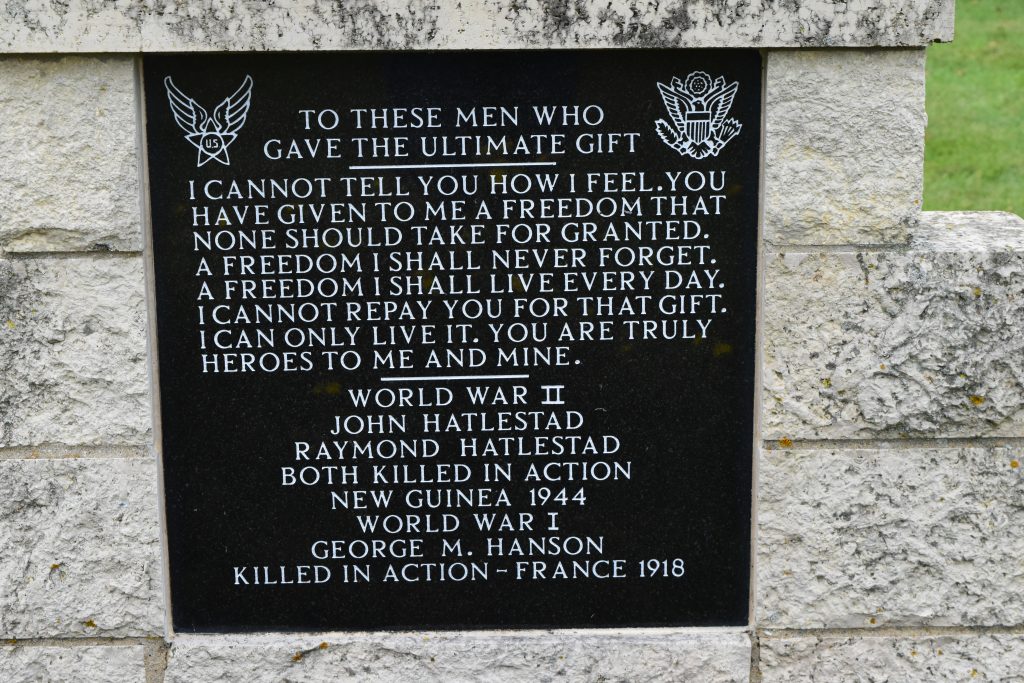 U.S
TO THESE MEN WHO
GAVE THE ULTIMATE GIFT
I CANNOT TELL YOU HOW I FEEL. YOU
HAVE GIVEN TO ME A FREEDOM THAT
NONE SHOULD TAKE FOR GRANTED.
A FREEDOM I SHALL NEVER FORGET.
A FREEDOM I SHALL LIVE EVERY DAY.
I CANNOT REPAY YOU FOR THAT GIFT.
I CAN ONLY LIVE IT. YOU ARE TRULY
HEROES TO ME AND MINE.
WORLD WAR II
JOHN HATLESTAD
RAYMOND HATLESTAD
BOTH KILLED IN ACTION
NEW GUINEA 1944
WORLD WAR I
GEORGE M. HANSON
KILLED IN ACTION - FRANCE 1918